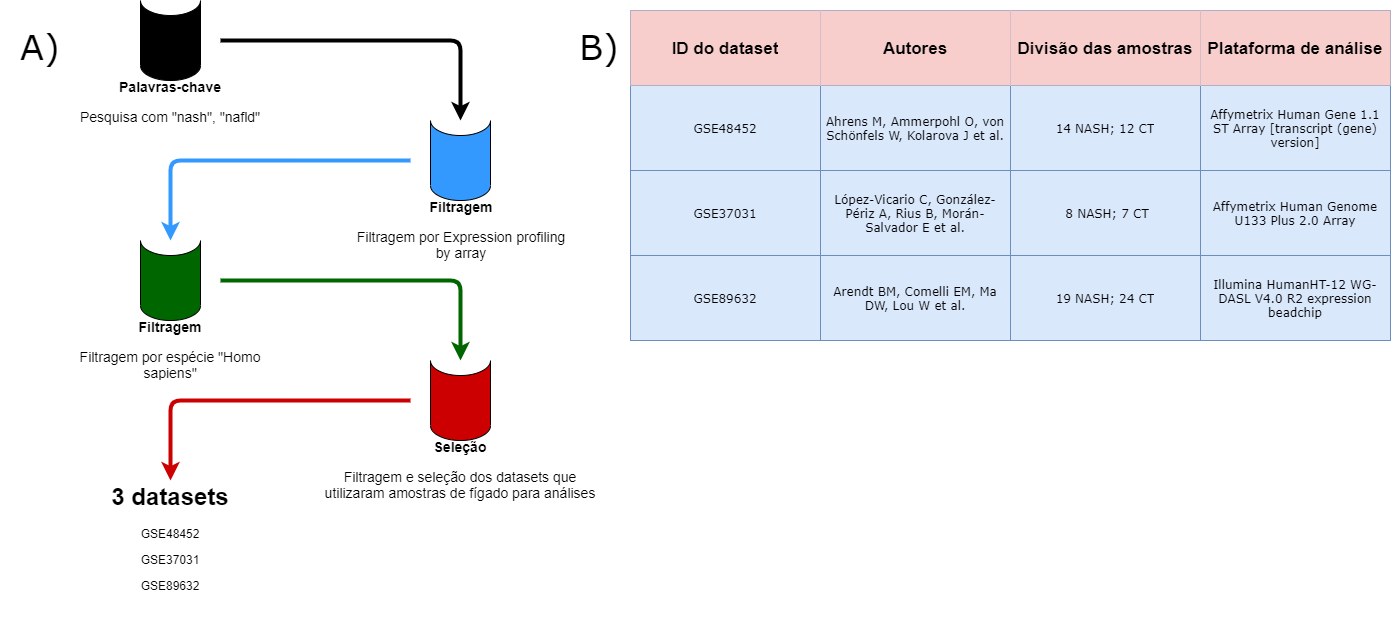 A)
Palavras-chave
Pesquisa com "nash", "nafld"
Filtragem
Filtragem por Expression profiling
by array
Filtragem
Filtragem por espécie "Homo
sapiens"
Seleção
Filtragem e seleção dos datasets que
utilizaram amostras de fígado para análises
3 datasets
GSE48452
GSE37031
GSE89632
B)
ID do dataset
Autores
Divisão das amostras
Plataforma de análise
GSE48452
Ahrens M, Ammerpohl O, von
Schönfels W, Kolarova J et al.
14 NASH; 12 CT
Affymetrix Human Gene 1.1
ST Array [transcript (gene)
version]
GSE37031
López-Vicario C, González-
Périz A, Rius B, Morán-
Salvador E et al.
8 NASH; 7 CT
Affymetrix Human Genome
U133 Plus 2.0 Array
GSE89632
Arendt BM, Comelli EM, Ma
DW, Lou W et al.
19 NASH; 24 CT
Illumina HumanHT-12 WG-
DASL V4.0 R2 expression
beadchip